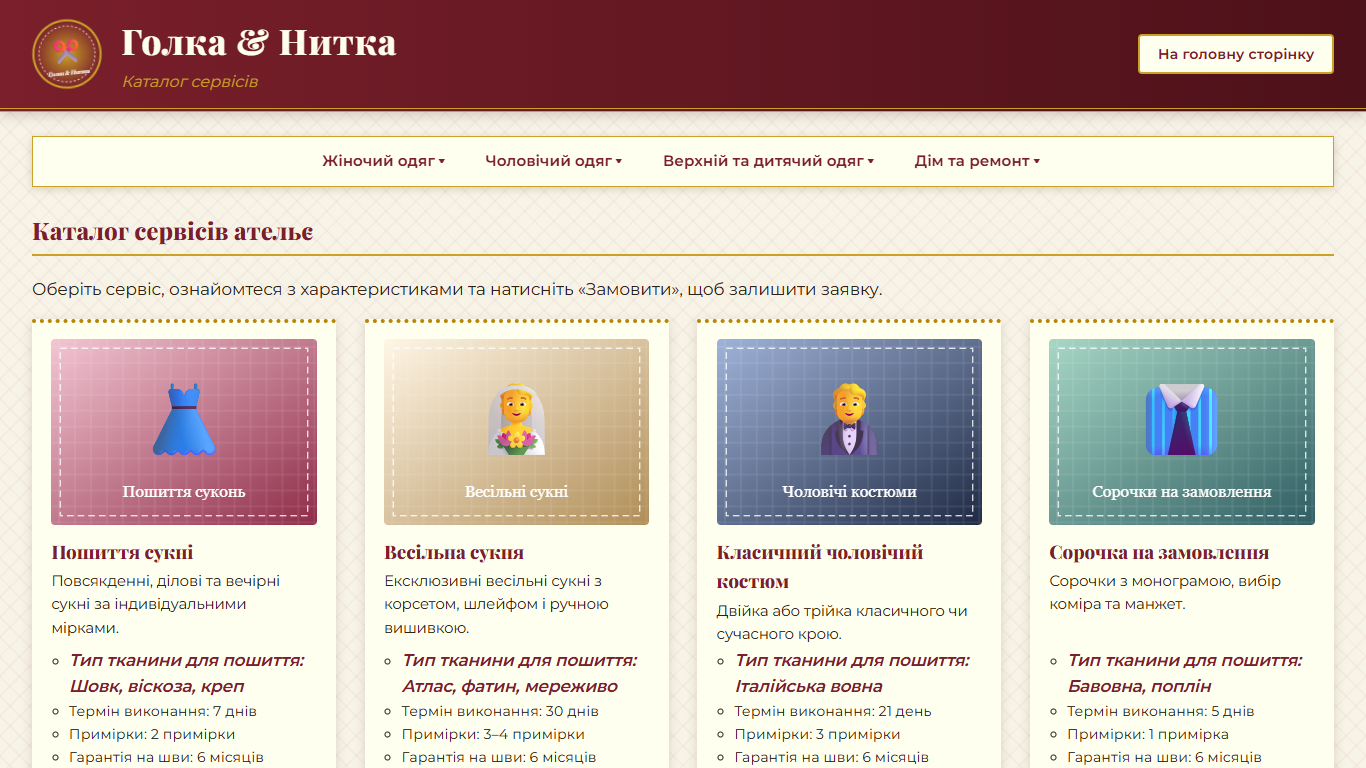 Голка & Нитка
Каталог сервісів
На головну сторінку
Жіночий одяг
Чоловічий одяг
Верхній та дитячий одяг
Дім та ремонт
Каталог сервісів ательє
Оберіть сервіс, ознайомтеся з характеристиками та натисніть «Замовити», щоб залишити заявку.
Пошиття суконь
Пошиття сукні
Повсякденні, ділові та вечірні
сукні за індивідуальними
мірками.
Тип тканини для пошиття:
Шовк, віскоза, креп
Термін виконання: 7 днів
Примірки: 2 примірки
Гарантія на шви: 6 місяців
Весільні сукні
Весільна сукня
Ексклюзивні весільні сукні з
корсетом, шлейфом і ручною
вишивкою.
Тип тканини для пошиття:
Атлас, фатин, мереживо
Термін виконання: 30 днів
Примірки: 3–4 примірки
Гарантія на шви: 6 місяців
Чоловічі костюми
Класичний чоловічий
костюм
Двійка або трійка класичного чи
сучасного крою.
Тип тканини для пошиття:
Італійська вовна
Термін виконання: 21 день
Примірки: 3 примірки
Гарантія на шви: 6 місяців
Сорочки на замовлення
Сорочка на замовлення
Сорочки з монограмою, вибір
коміра та манжет.
Тип тканини для пошиття:
Бавовна, поплін
Термін виконання: 5 днів
Примірки: 1 примірка
Гарантія на шви: 6 місяців